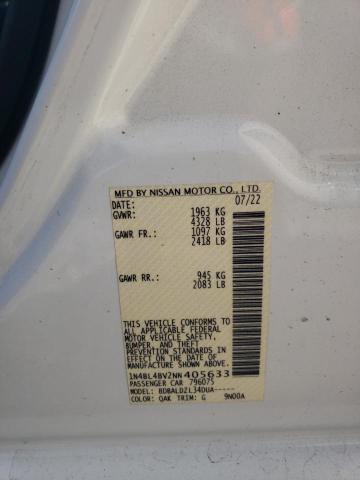 MFD BY NISSAN MOTOR CO., LTD.
DATE: 07/22
GVWR: 1963 KG
4328 LB
GAWR FR: 1097 KG
2418 LB
GAWR RR: 945 KG
2083 LB
THIS VEHICLE CONFORMS TO
ALL APPLICABLE FEDERAL
MOTOR VEHICLE SAFETY,
BUMPER, AND THEFT
PREVENTION STANDARDS IN
EFFECT ON THE DATE OF
MANUFACTURE SHOWN ABOVE.
1N4BL4BV2NN405633
PASSENGER CAR 796075
MODEL: BDBALDZL34DUA-----
COLOR: QAK TRIM: G 9N00A